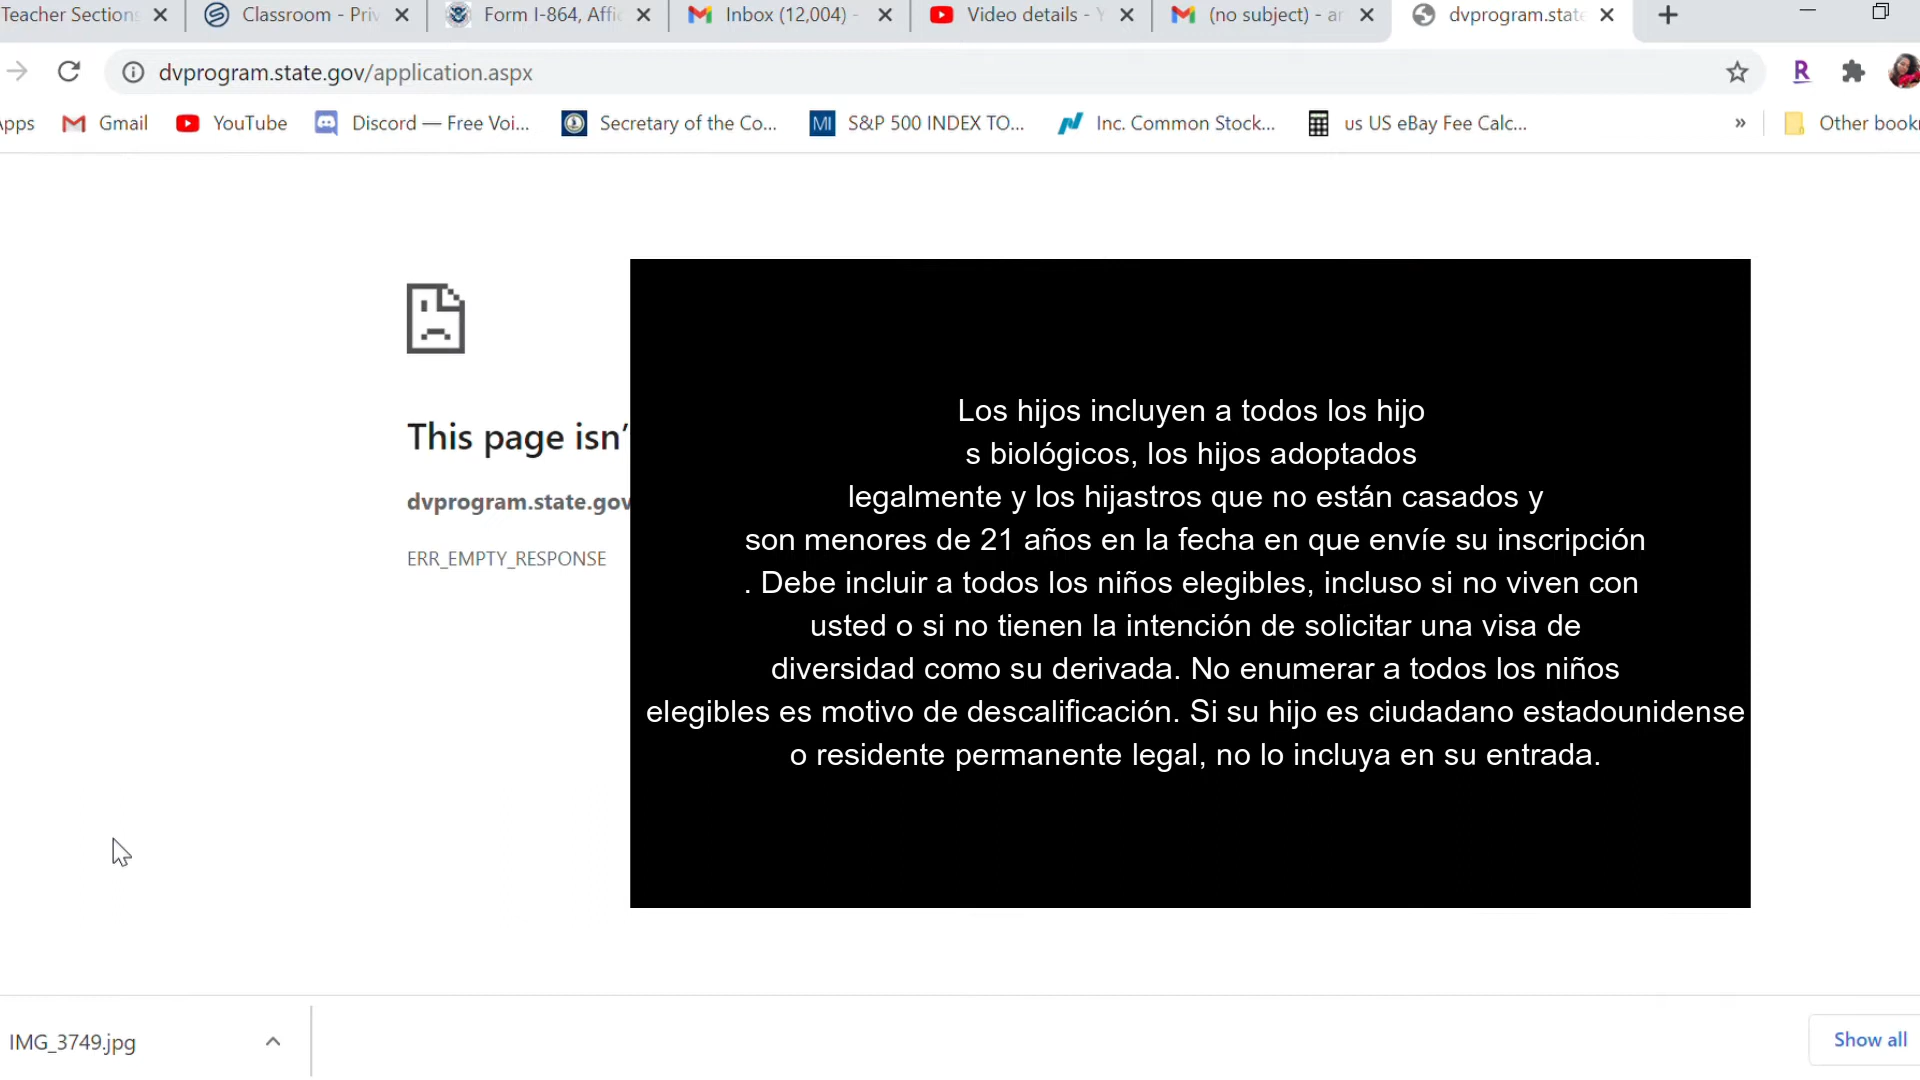 Teacher Section
Classroom - Priv
Form I-864, Affi
Inbox (12,004) -
Video details - Y
(no subject) - ar
dvprogram.state
dvprogram.state.gov/application.aspx
R
Apps
Gmail
YouTube
Discord — Free Voi...
Secretary of the Co...
MI
S&P 500 INDEX TO...
Inc. Common Stock...
us US eBay Fee Calc...
»
Other book
This page isn’
dvprogram.state.gov
ERR_EMPTY_RESPONSE
Los hijos incluyen a todos los hijo
s biológicos, los hijos adoptados
legalmente y los hijastros que no están casados y
son menores de 21 años en la fecha en que envíe su inscripción
. Debe incluir a todos los niños elegibles, incluso si no viven con
usted o si no tienen la intención de solicitar una visa de
diversidad como su derivada. No enumerar a todos los niños
elegibles es motivo de descalificación. Si su hijo es ciudadano estadounidense
o residente permanente legal, no lo incluya en su entrada.
IMG_3749.jpg
Show all